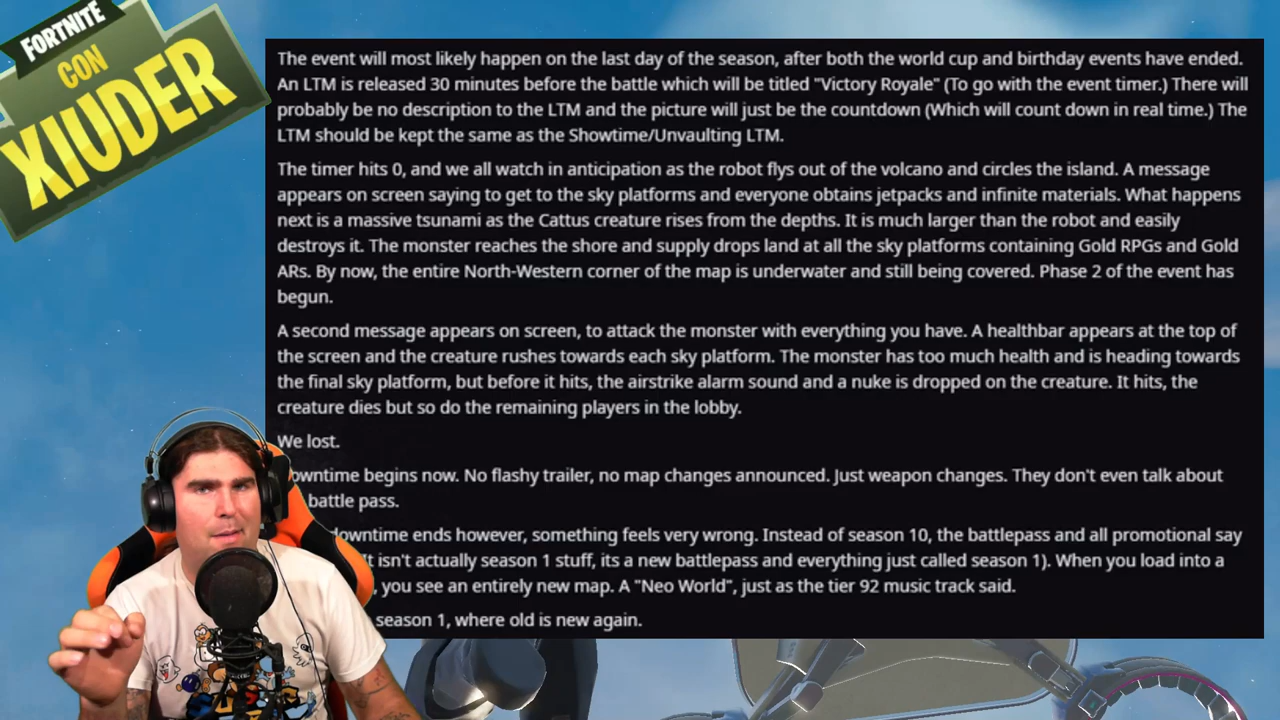 FORTNITE
CON
XIUDER
The event will most likely happen on the last day of the season, after both the world cup and birthday events have ended.
An LTM is released 30 minutes before the battle which will be titled "Victory Royale" (To go with the event timer.) There will
probably be no description to the LTM and the picture will just be the countdown (Which will count down in real time.) The
LTM should be kept the same as the Showtime/Unvaulting LTM.
The timer hits 0, and we all watch in anticipation as the robot flys out of the volcano and circles the island. A message
appears on screen saying to get to the sky platforms and everyone obtains jetpacks and infinite materials. What happens
next is a massive tsunami as the Cattus creature rises from the depths. It is much larger than the robot and easily
destroys it. The monster reaches the shore and supply drops land at all the sky platforms containing Gold RPGs and Gold
ARs. By now, the entire North-Western corner of the map is underwater and still being covered. Phase 2 of the event has
begun.
A second message appears on screen, to attack the monster with everything you have. A healthbar appears at the top of
the screen and the creature rushes towards each sky platform. The monster has too much health and is heading towards
the final sky platform, but before it hits, the airstrike alarm sound and a nuke is dropped on the creature. It hits, the
creature dies but so do the remaining players in the lobby.
We lost.
owntime begins now. No flashy trailer, no map changes announced. Just weapon changes. They don't even talk about
battle pass.
downtime ends however, something feels very wrong. Instead of season 10, the battlepass and all promotional say
t isn't actually season 1 stuff, its a new battlepass and everything just called season 1). When you load into a
, you see an entirely new map. A "Neo World", just as the tier 92 music track said.
season 1, where old is new again.